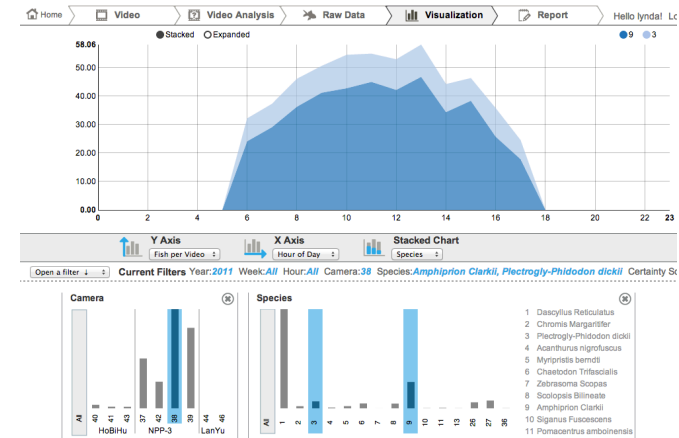 Home Video Video Analysis Raw Data Visualization Report Hello lynda!
Stacked Expanded 9 3
58.06
50.00
40.00
30.00
20.00
10.00
0.00
0 2 4 6 8 10 12 14 16 18 20 22 23
Y Axis X Axis Stacked Chart
Fish per Video Hour of Day Species
Open a filter ↓ Current Filters Year:2011 Week:All Hour:All Camera:38 Species:Amphiprion Clarkii, Plectrogly-Phidodon dickii Certainty Sc
Camera
All 40 41 43 37 42 38 39 44 46
HoBiHu NPP-3 LanYu
Species
All 1 2 3 4 5 6 7 8 9 10 11 13 26 27 36
1 Dascyllus Reticulatus
2 Chromis Margaritifer
3 Plectrogly-Phidodon dickii
4 Acanthurus nigrofuscus
5 Myripristis berndti
6 Chaetodon Trifascialis
7 Zebrasoma Scopas
8 Scolopsis Bilineate
9 Amphiprion Clarkii
10 Siganus Fuscescens
11 Pomacentrus amboinensis